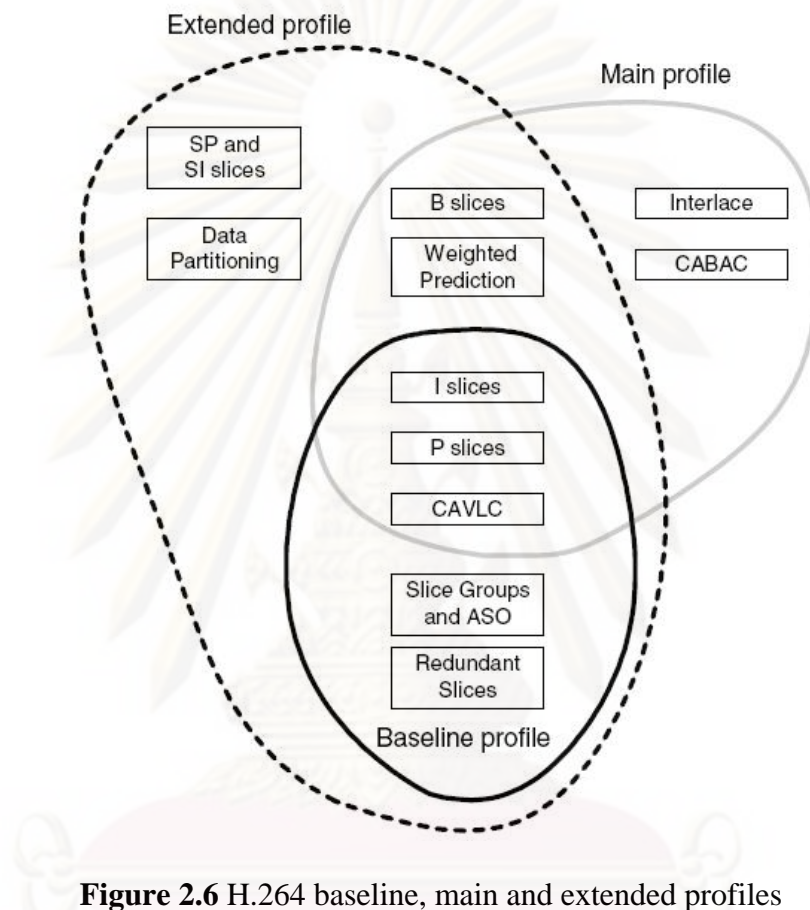 Extended profile
Main profile
SP and
SI slices
Data
Partitioning
B slices
Weighted
Prediction
Interlace
CABAC
I slices
P slices
CAVLC
Slice Groups
and ASO
Redundant
Slices
Baseline profile
Figure 2.6 H.264 baseline, main and extended profiles